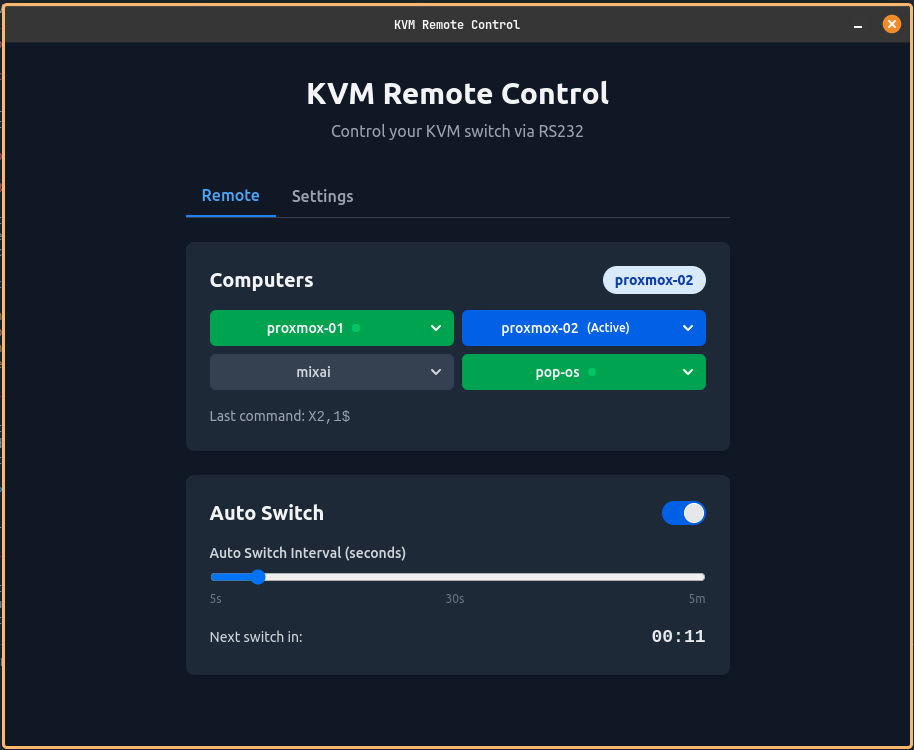 KVM Remote Control
KVM Remote Control
Control your KVM switch via RS232
Remote Settings
Computers proxmox-02
proxmox-01 proxmox-02 (Active)
mixai pop-os
Last command: X2,1$
Auto Switch
Auto Switch Interval (seconds)
5s 30s 5m
Next switch in: 00:11